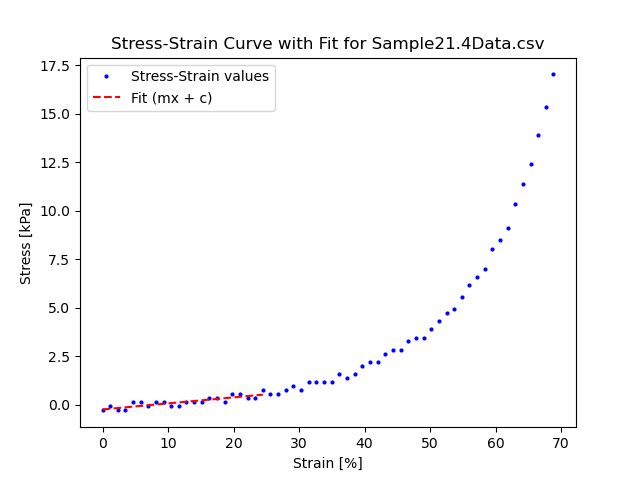 Stress-Strain Curve with Fit for Sample21.4Data.csv
Stress-Strain values
Fit (mx + c)
17.5
15.0
12.5
10.0
7.5
5.0
2.5
0.0
Stress [kPa]
0 10 20 30 40 50 60 70
Strain [%]